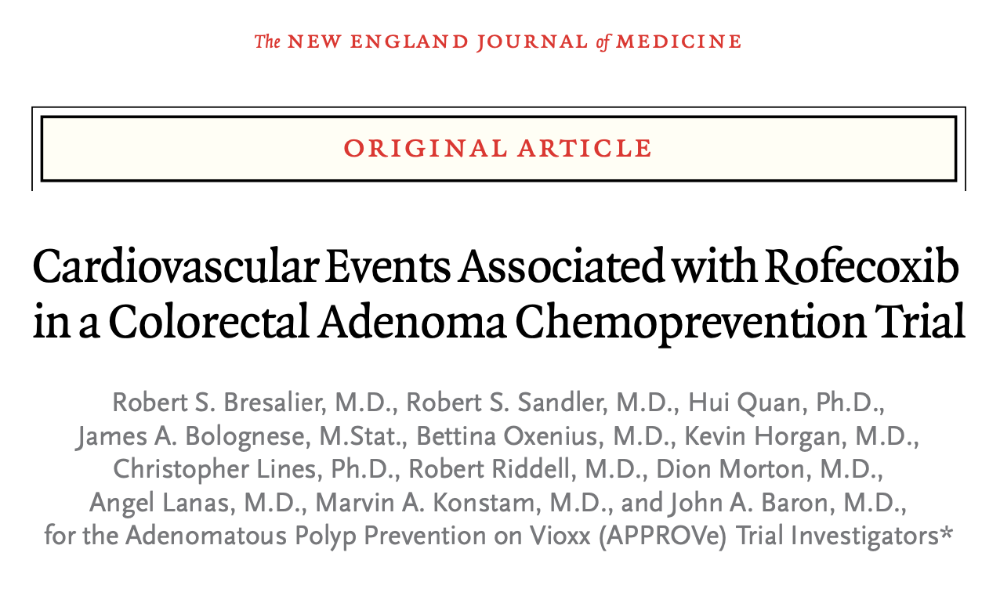 The NEW ENGLAND JOURNAL of MEDICINE
ORIGINAL ARTICLE
Cardiovascular Events Associated with Rofecoxib
in a Colorectal Adenoma Chemoprevention Trial
Robert S. Bresalier, M.D., Robert S. Sandler, M.D., Hui Quan, Ph.D.,
James A. Bolognese, M.Stat., Bettina Oxenius, M.D., Kevin Horgan, M.D.,
Christopher Lines, Ph.D., Robert Riddell, M.D., Dion Morton, M.D.,
Angel Lanas, M.D., Marvin A. Konstam, M.D., and John A. Baron, M.D.,
for the Adenomatous Polyp Prevention on Vioxx (APPROVe) Trial Investigators*